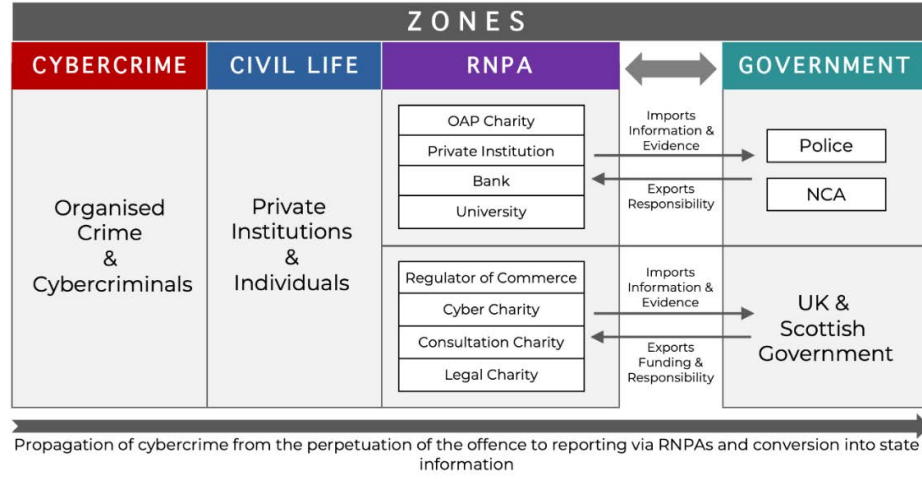 ZONES
CYBERCRIME
CIVIL LIFE
RNPA
GOVERNMENT
Organised
Crime
&
Cybercriminals
Private
Institutions
&
Individuals
OAP Charity
Private Institution
Bank
University
Imports
Information &
Evidence
Exports
Responsibility
Police
NCA
Regulator of Commerce
Cyber Charity
Consultation Charity
Legal Charity
Imports
Information &
Evidence
Exports
Funding &
Responsibility
UK &
Scottish
Government
Propagation of cybercrime from the perpetuation of the offence to reporting via RNPAs and conversion into state
information